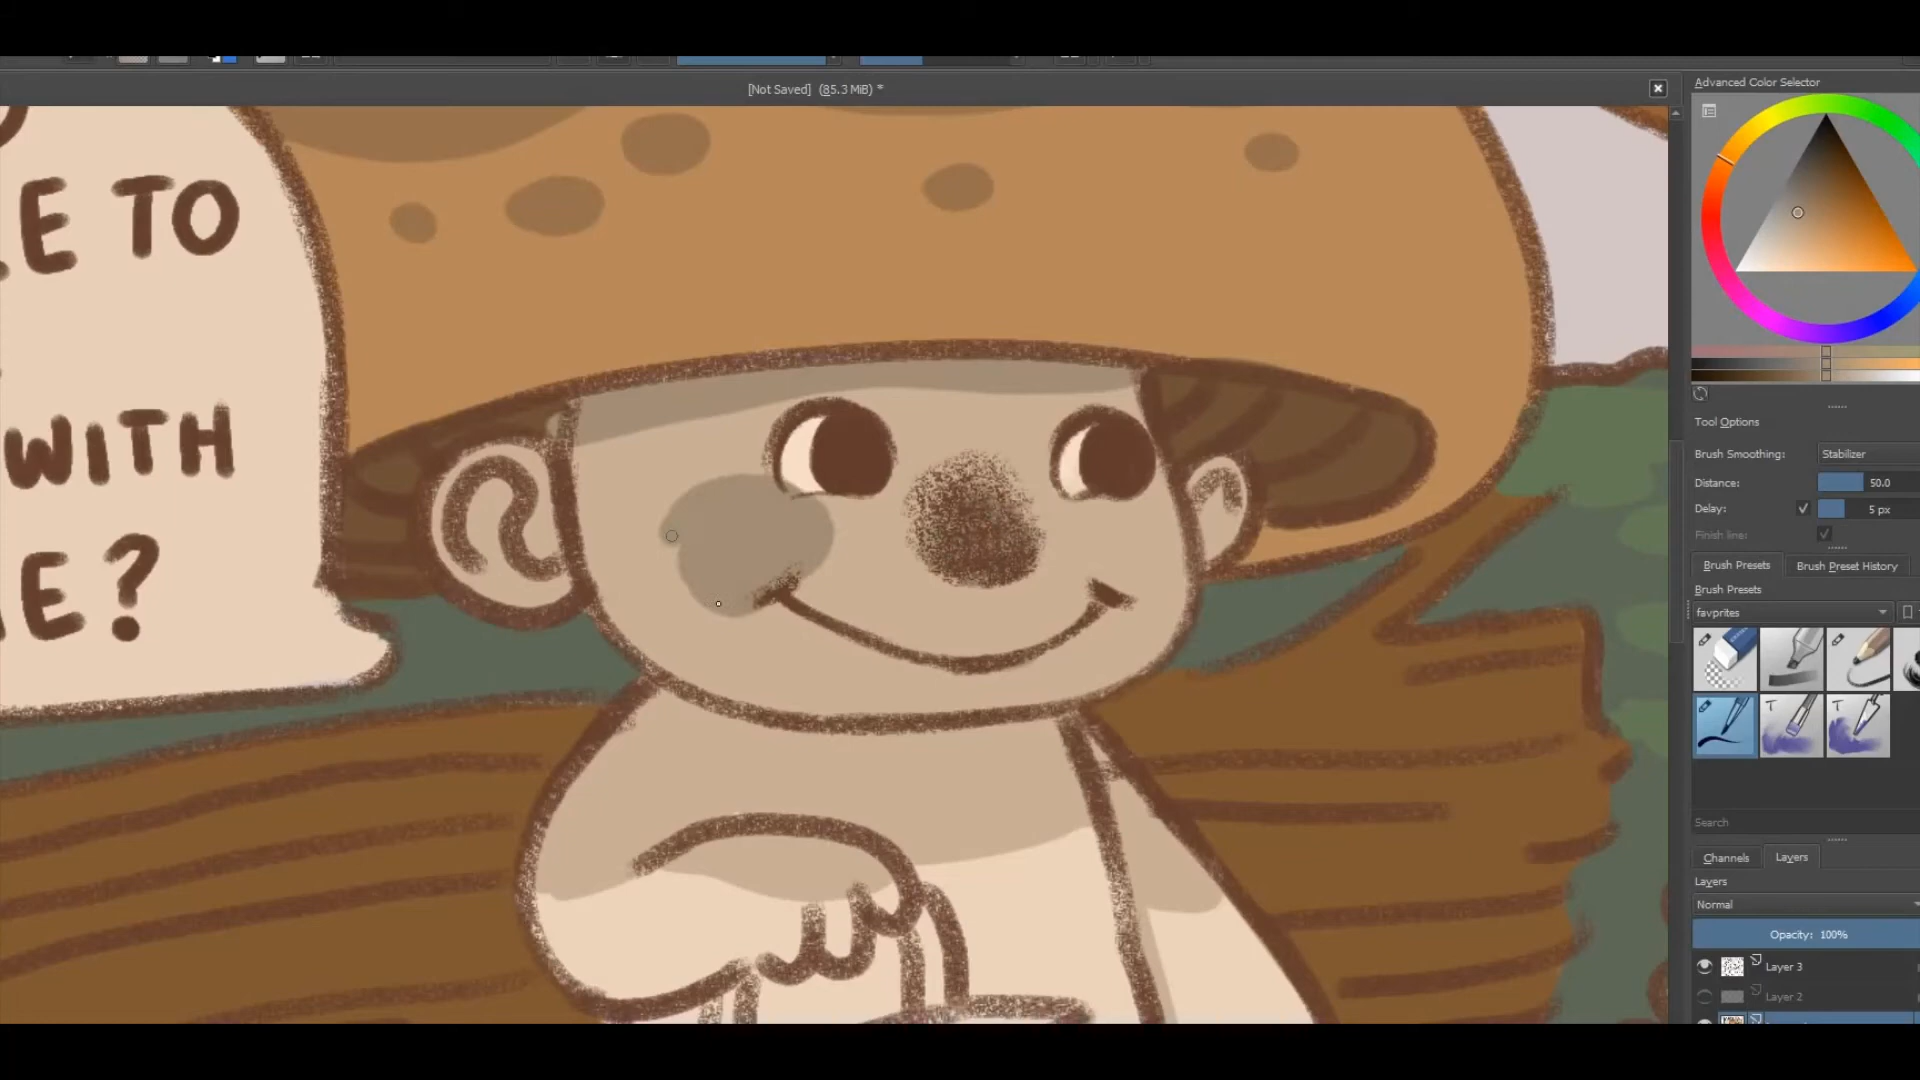 [Not Saved] (85.3 MiB) *
Advanced Color Selector
E TO
WITH
E?
Tool Options
Brush Smoothing: Stabilizer
Distance: 50.0
Delay: 5 px
Finish line:
Brush Presets Brush Preset History
Brush Presets
favprites
T T
Search
Channels Layers
Layers
Normal
Opacity: 100%
Layer 3
Layer 2